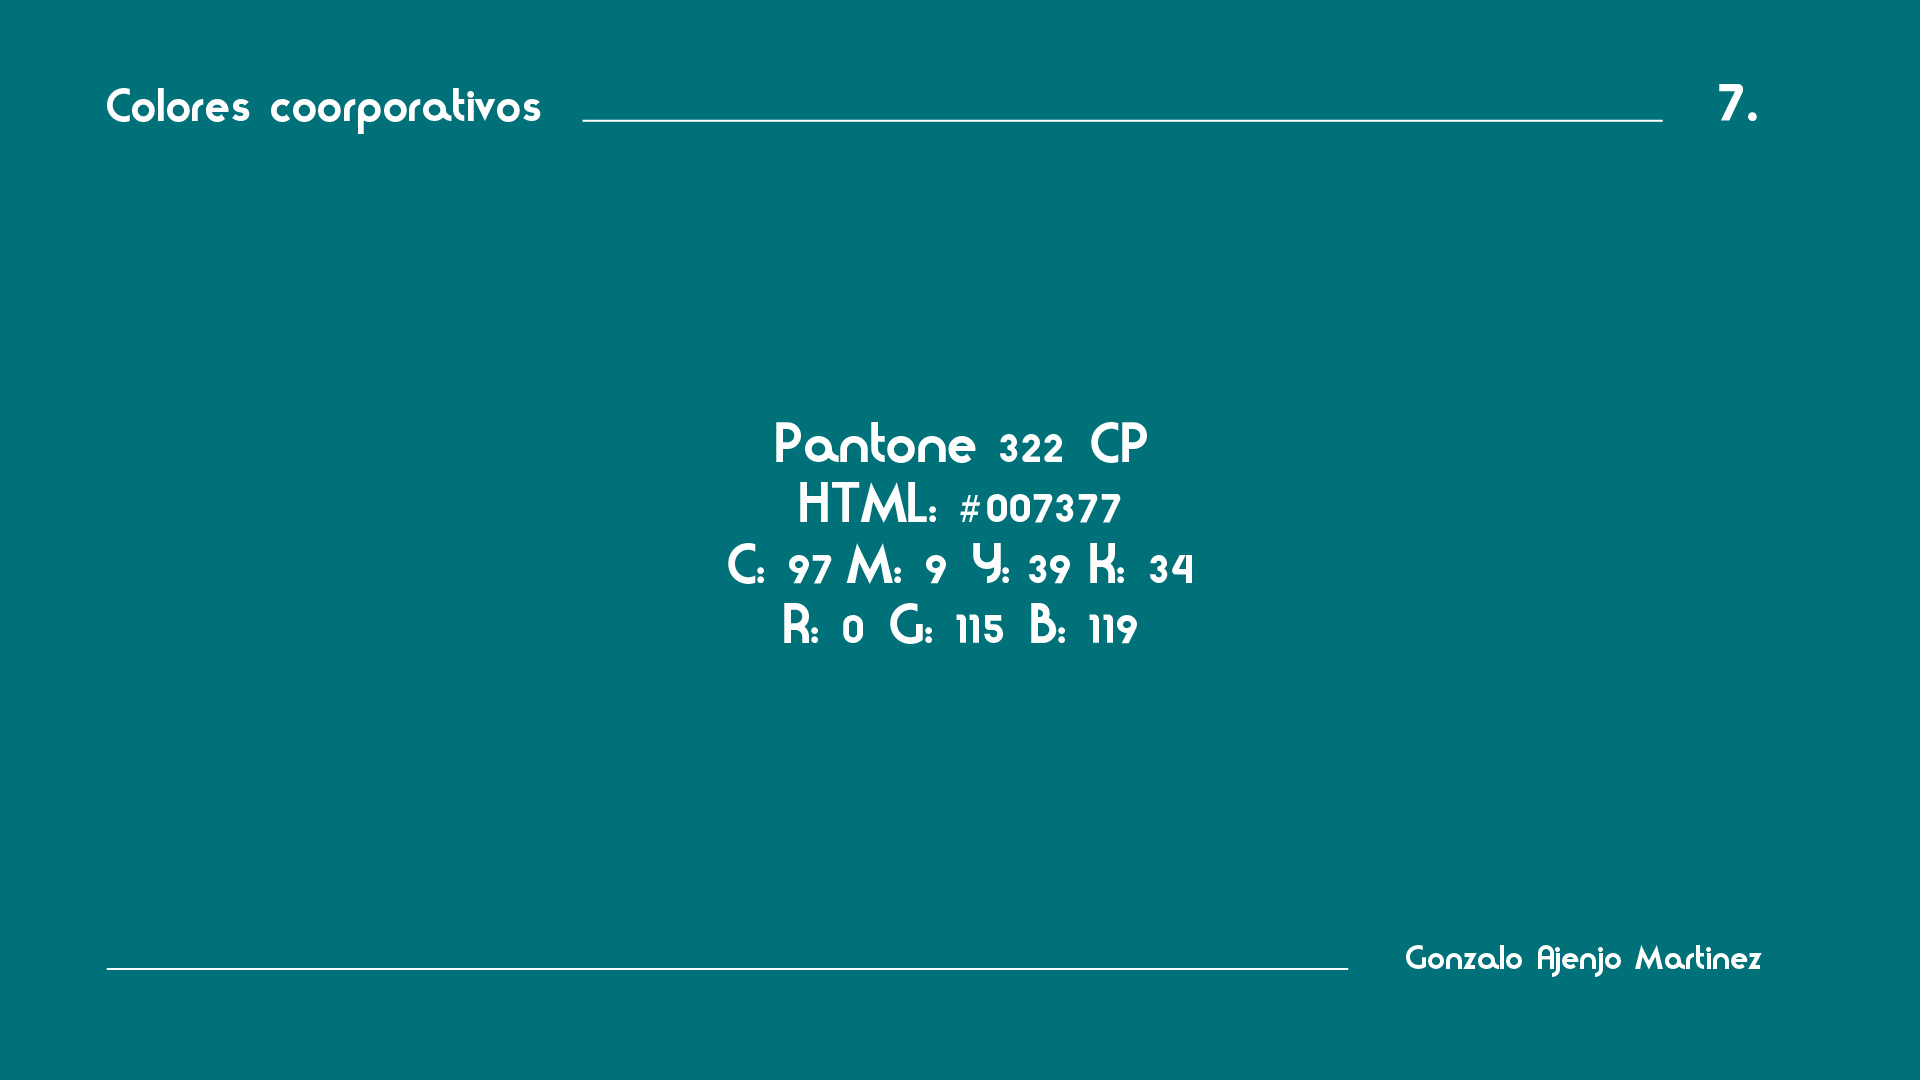 Colores coorporativos
7.
Pantone 322 CP
HTML: #007377
C: 97 M: 9 Y: 39 K: 34
R: 0 G: 115 B: 119
Gonzalo Ajenjo Martinez